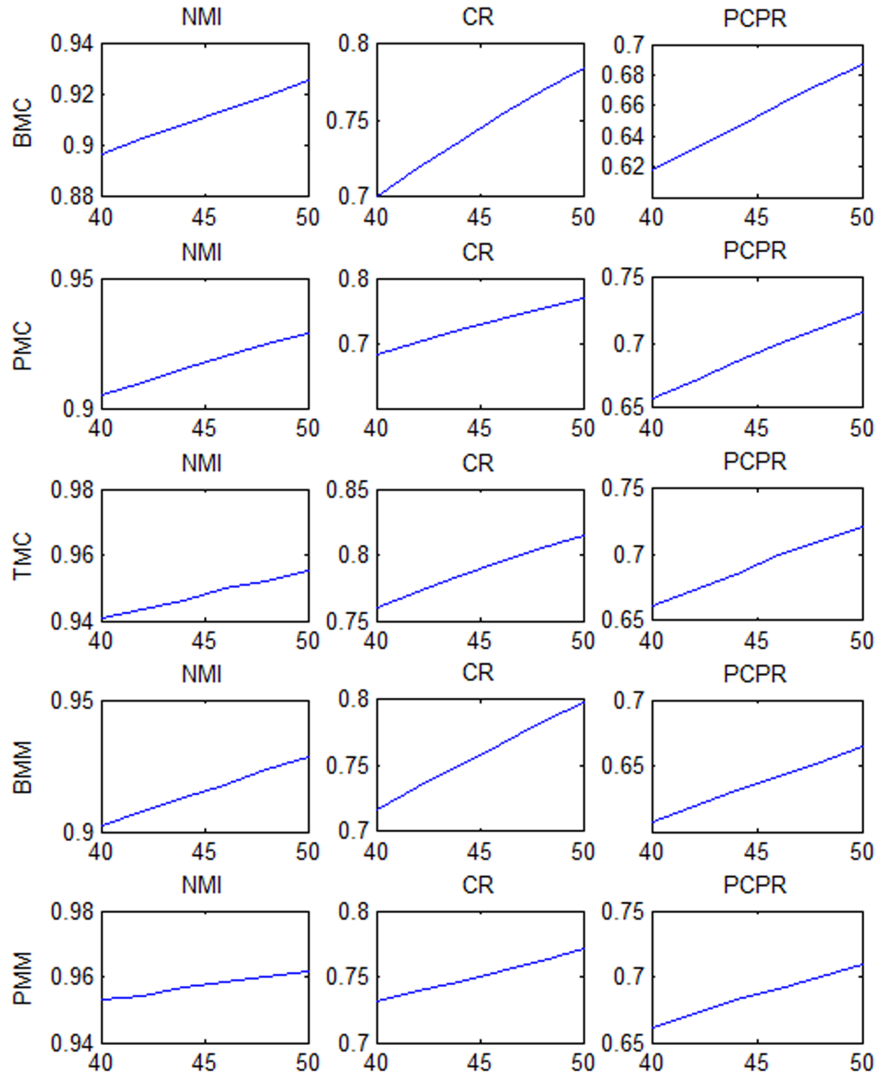 NMI CR PCPR
BMC
0.94 0.8 0.7
0.68
0.92 0.66
0.75 0.64
0.9 0.62
0.88 0.7
40 45 50 40 45 50 40 45 50
NMI CR PCPR
PMC
0.95 0.8 0.75
0.7 0.7
0.9 0.65
40 45 50 40 45 50 40 45 50
NMI CR PCPR
TMC
0.98 0.85 0.75
0.96 0.8 0.7
0.94 0.75 0.65
40 45 50 40 45 50 40 45 50
NMI CR PCPR
BMM
0.95 0.8 0.7
0.75 0.65
0.9 0.7
40 45 50 40 45 50 40 45 50
NMI CR PCPR
PMM
0.98 0.8 0.75
0.96 0.75 0.7
0.94 0.7 0.65
40 45 50 40 45 50 40 45 50